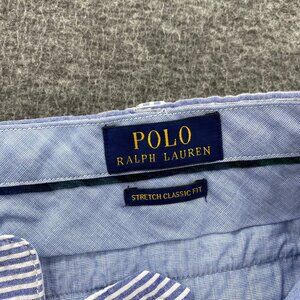 POLO
RALPH LAUREN
STRETCH CLASSIC FIT